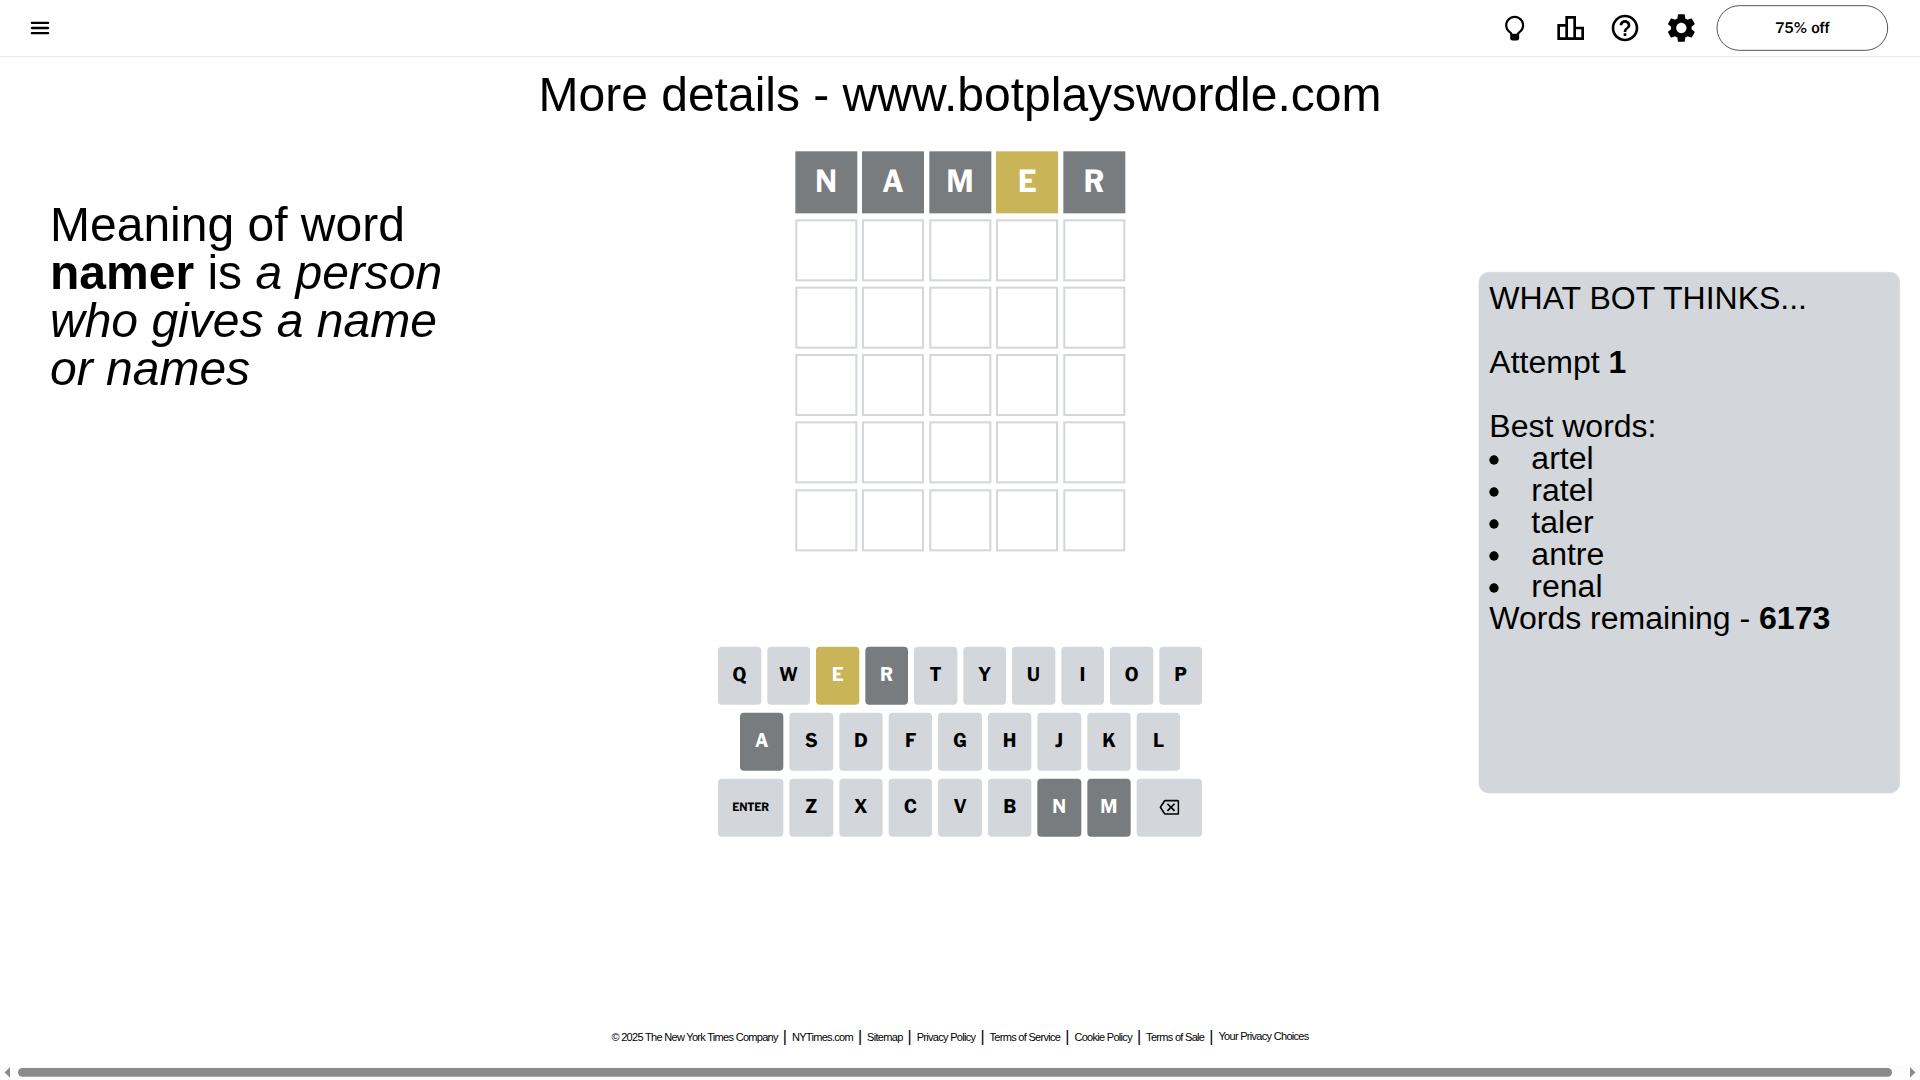 75% off
More details - www.botplayswordle.com
NAMER
Meaning of word
namer is a person
who gives a name
or names
WHAT BOT THINKS...
Attempt 1
Best words:
• artel
• ratel
• taler
• antre
• renal
Words remaining - 6173
Q W E R T Y U I O P
A S D F G H J K L
ENTER Z X C V B N M
© 2025 The New York Times Company | NYTimes.com | Sitemap | Privacy Policy | Terms of Service | Cookie Policy | Terms of Sale | Your Privacy Choices